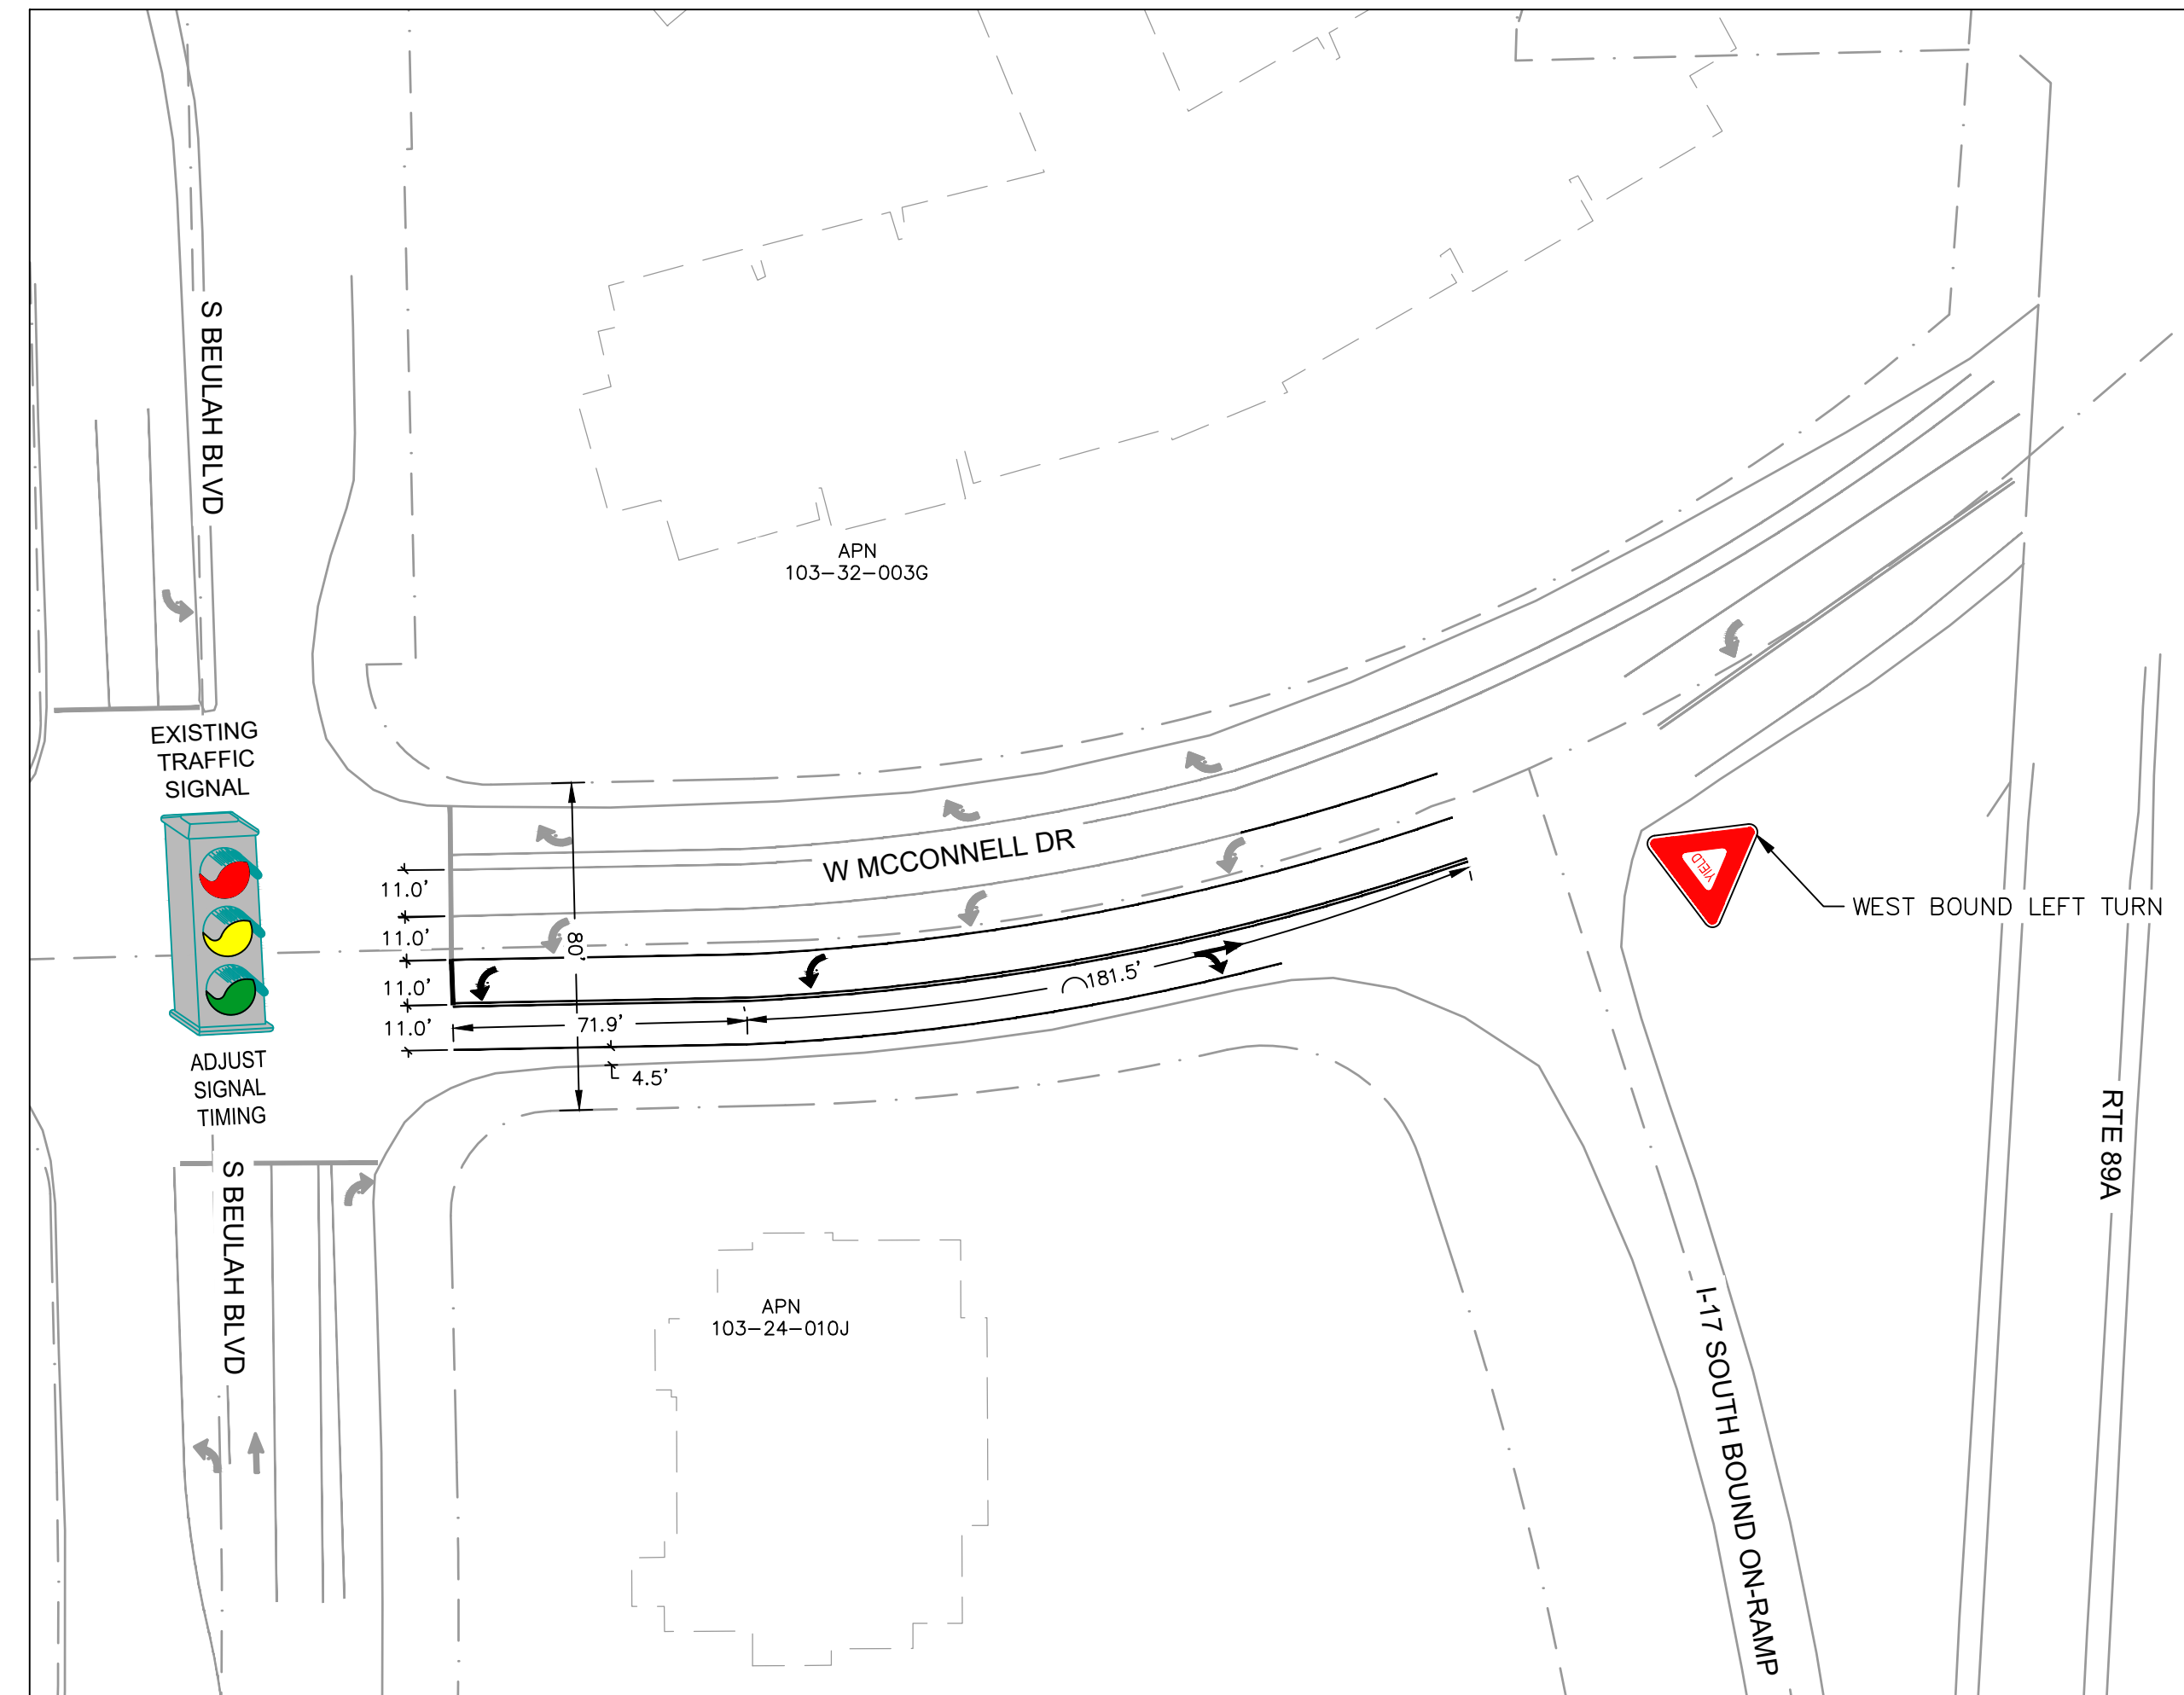 S BEULAH BLVD
APN
103-32-003G
EXISTING
TRAFFIC
SIGNAL
W MCCONNELL DR
YIELD
11.0'
11.0'
80'
WEST BOUND LEFT TURN
11.0'
181.5'
11.0'
71.9'
4.5'
ADJUST
SIGNAL
TIMING
S BEULAH BLVD
RTE 89A
APN
103-24-010J
I-17 SOUTH BOUND ON-RAMP